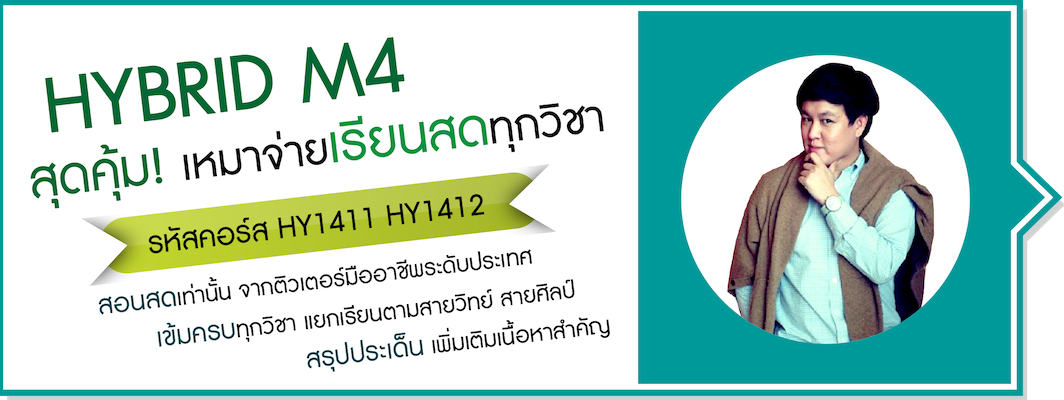 HYBRID M4
สุดคุ้ม! เหมาจ่ายเรียนสดทุกวิชา
รหัสคอร์ส HY1411 HY1412
สอนสดเท่านั้น จากติวเตอร์มืออาชีพระดับประเทศ
เข้มครบทุกวิชา แยกเรียนตามสายวิทย์ สายศิลป์
สรุปประเด็น เพิ่มเติมเนื้อหาสำคัญ